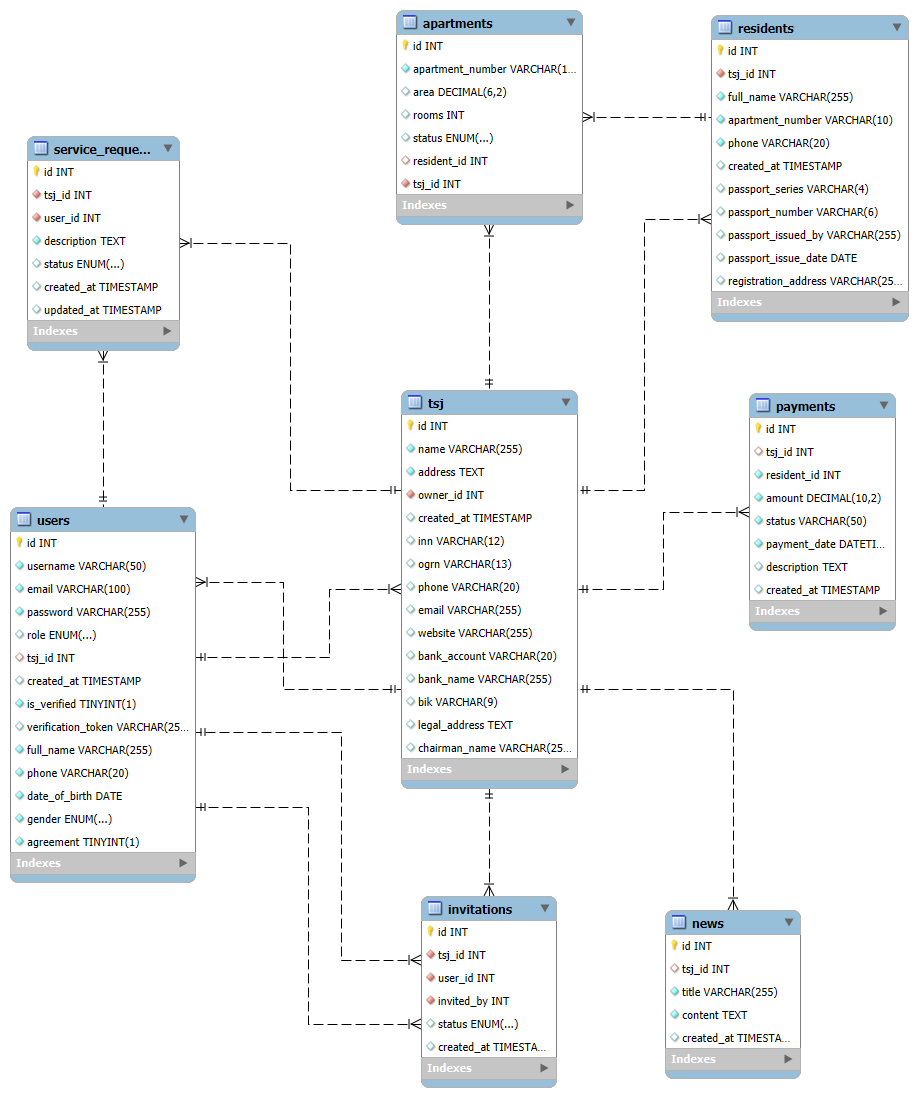 apartments
id INT
apartment_number VARCHAR(1...
area DECIMAL(6,2)
rooms INT
status ENUM(...)
resident_id INT
tsj_id INT
Indexes
residents
id INT
tsj_id INT
full_name VARCHAR(255)
apartment_number VARCHAR(10)
phone VARCHAR(20)
created_at TIMESTAMP
passport_series VARCHAR(4)
passport_number VARCHAR(6)
passport_issued_by VARCHAR(255)
passport_issue_date DATE
registration_address VARCHAR(25...
Indexes
service_reque...
id INT
tsj_id INT
user_id INT
description TEXT
status ENUM(...)
created_at TIMESTAMP
updated_at TIMESTAMP
Indexes
tsj
id INT
name VARCHAR(255)
address TEXT
owner_id INT
created_at TIMESTAMP
inn VARCHAR(12)
ogrn VARCHAR(13)
phone VARCHAR(20)
email VARCHAR(255)
website VARCHAR(255)
bank_account VARCHAR(20)
bank_name VARCHAR(255)
bik VARCHAR(9)
legal_address TEXT
chairman_name VARCHAR(25...
Indexes
payments
id INT
tsj_id INT
resident_id INT
amount DECIMAL(10,2)
status VARCHAR(50)
payment_date DATETI...
description TEXT
created_at TIMESTAMP
Indexes
users
id INT
username VARCHAR(50)
email VARCHAR(100)
password VARCHAR(255)
role ENUM(...)
tsj_id INT
created_at TIMESTAMP
is_verified TINYINT(1)
verification_token VARCHAR(25...
full_name VARCHAR(255)
phone VARCHAR(20)
date_of_birth DATE
gender ENUM(...)
agreement TINYINT(1)
Indexes
invitations
id INT
tsj_id INT
user_id INT
invited_by INT
status ENUM(...)
created_at TIMESTA...
Indexes
news
id INT
tsj_id INT
title VARCHAR(255)
content TEXT
created_at TIMESTA...
Indexes